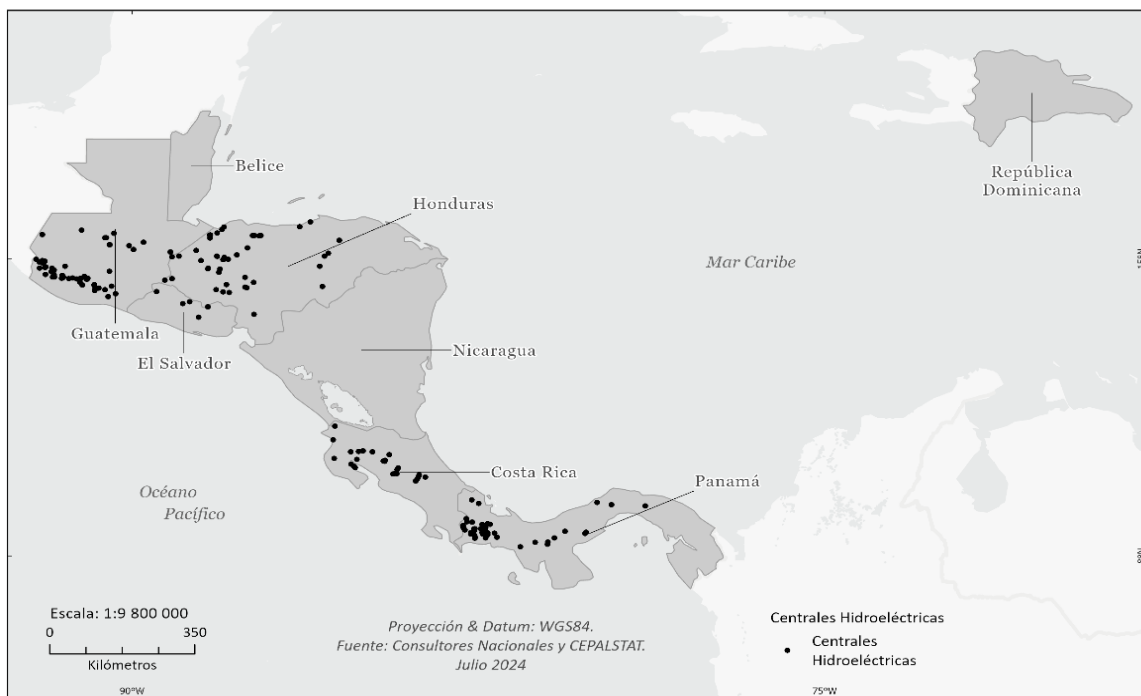 Belice
Honduras
República
Dominicana
Mar Caribe
15°N
Guatemala
El Salvador
Nicaragua
Costa Rica
Panamá
Océano
Pacífico
Escala: 1:9 800 000
0 350
Kilómetros
Proyección & Datum: WGS84.
Fuente: Consultores Nacionales y CEPALSTAT.
Julio 2024
Centrales Hidroeléctricas
Centrales
Hidroeléctricas
90°W
75°W